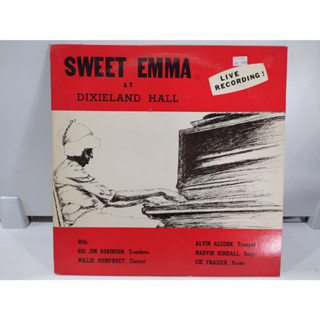 SWEET EMMA
AT
DIXIELAND HALL
LIVE
RECORDING!
With
BIG JIM ROBINSON, Trombone
WILLIE HUMPHREY, Clarinet
ALVIN ALCORN, Trumpet
NARVIN KIMBALL, Banjo
CIE FRAZIER, Drums